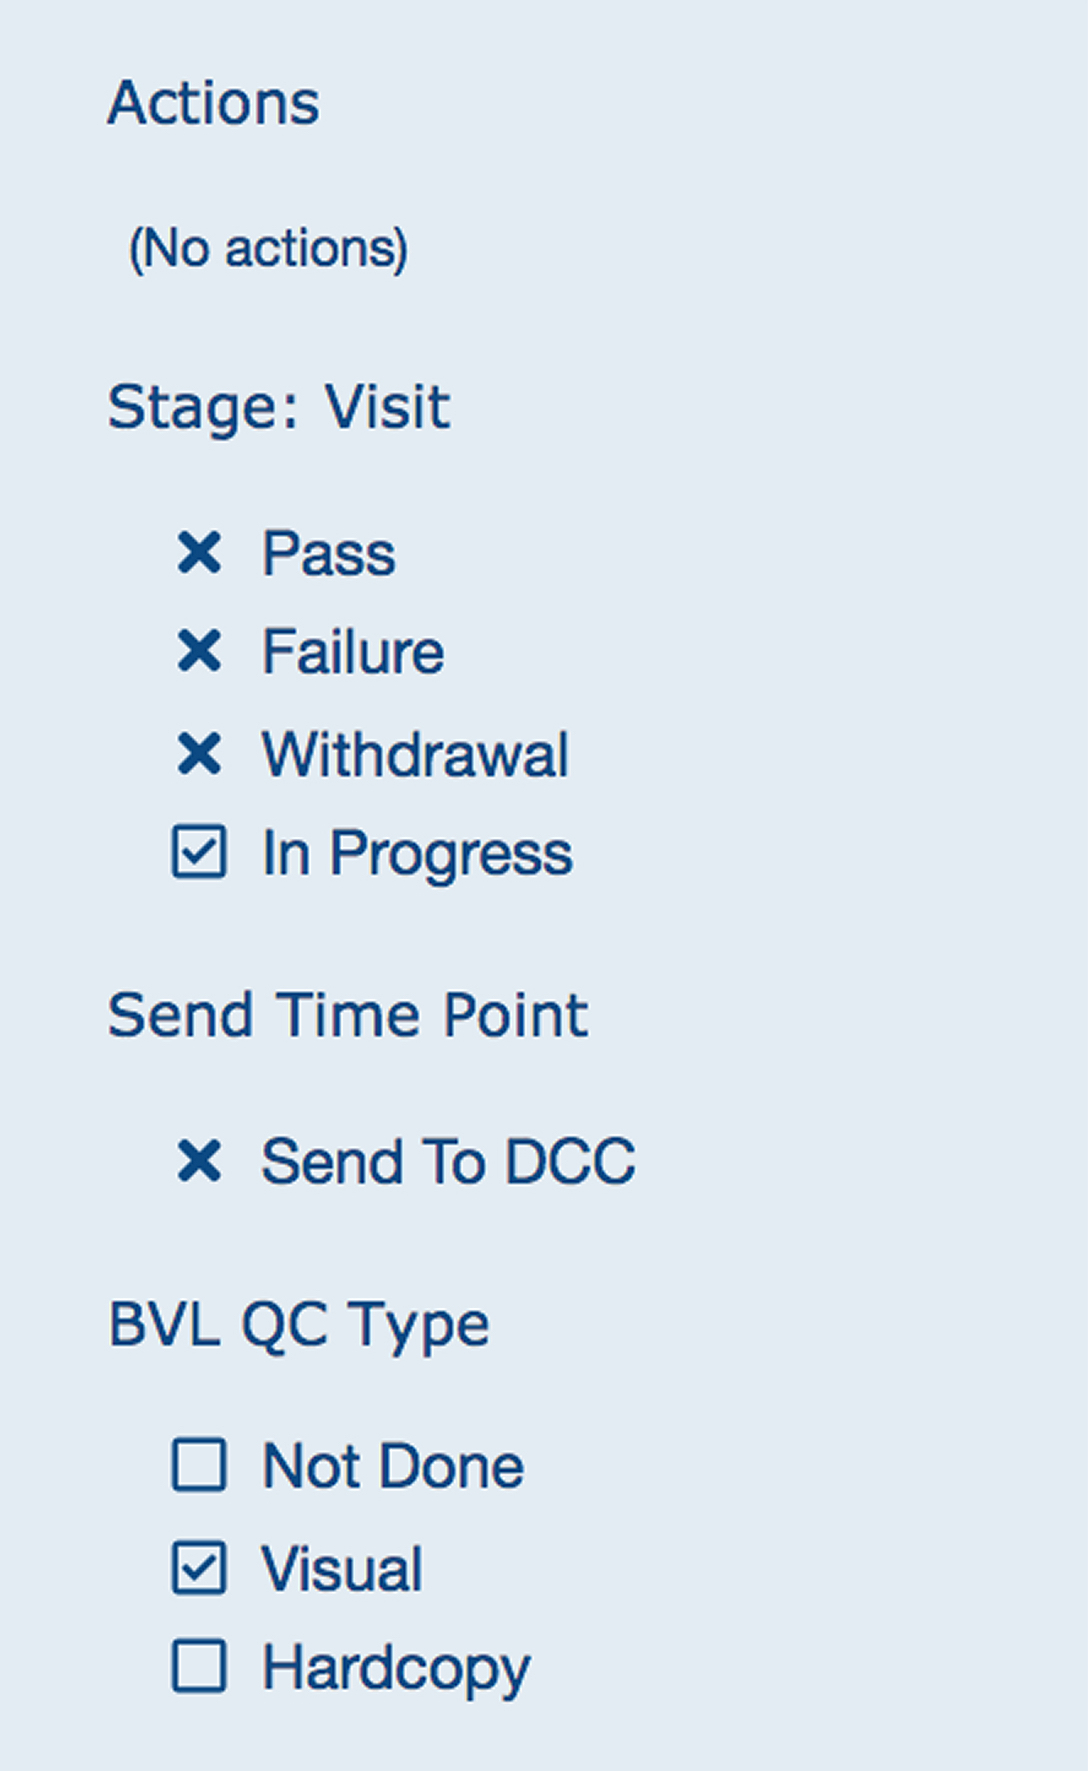 Actions
(No actions)
Stage: Visit
Pass
Failure
Withdrawal
In Progress
Send Time Point
Send To DCC
BVL QC Type
Not Done
Visual
Hardcopy